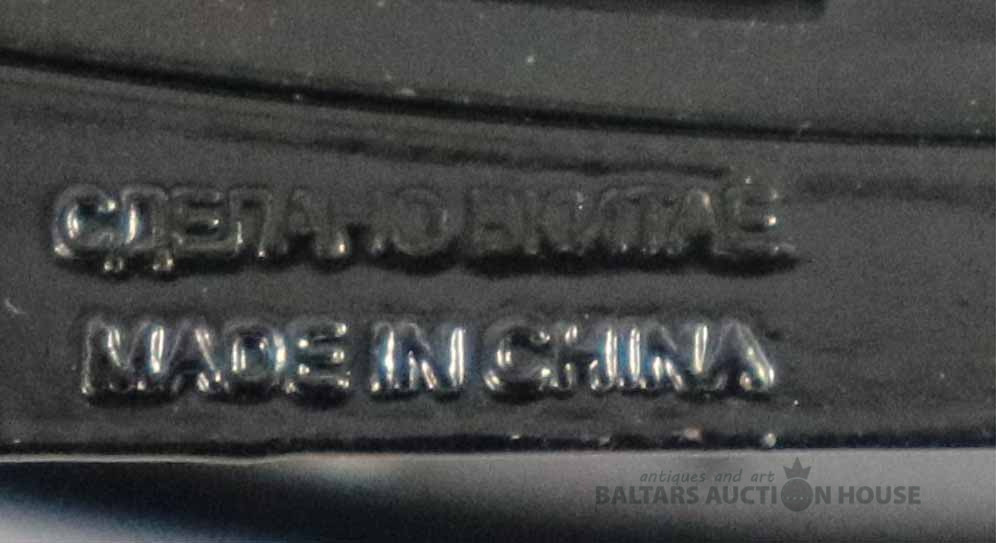 СДЕЛАНО В КИТАЕ
MADE IN CHINA
antiques and art
BALTARS AUCTION HOUSE